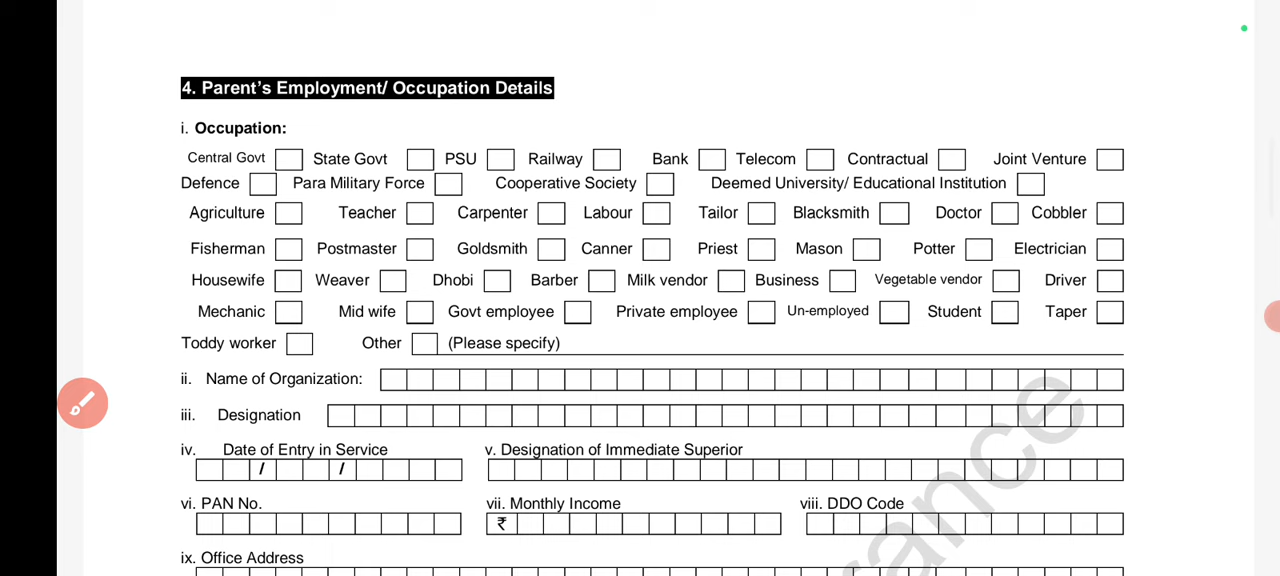 4. Parent's Employment/ Occupation Details
i. Occupation:
Central Govt State Govt PSU Railway Bank Telecom Contractual Joint Venture
Defence Para Military Force Cooperative Society Deemed University/ Educational Institution
Agriculture Teacher Carpenter Labour Tailor Blacksmith Doctor Cobbler
Fisherman Postmaster Goldsmith Canner Priest Mason Potter Electrician
Housewife Weaver Dhobi Barber Milk vendor Business Vegetable vendor Driver
Mechanic Mid wife Govt employee Private employee Un-employed Student Taper
Toddy worker Other (Please specify)
ii. Name of Organization:
iii. Designation
iv. Date of Entry in Service v. Designation of Immediate Superior
/ /
vi. PAN No. vii. Monthly Income viii. DDO Code
₹
ix. Office Address